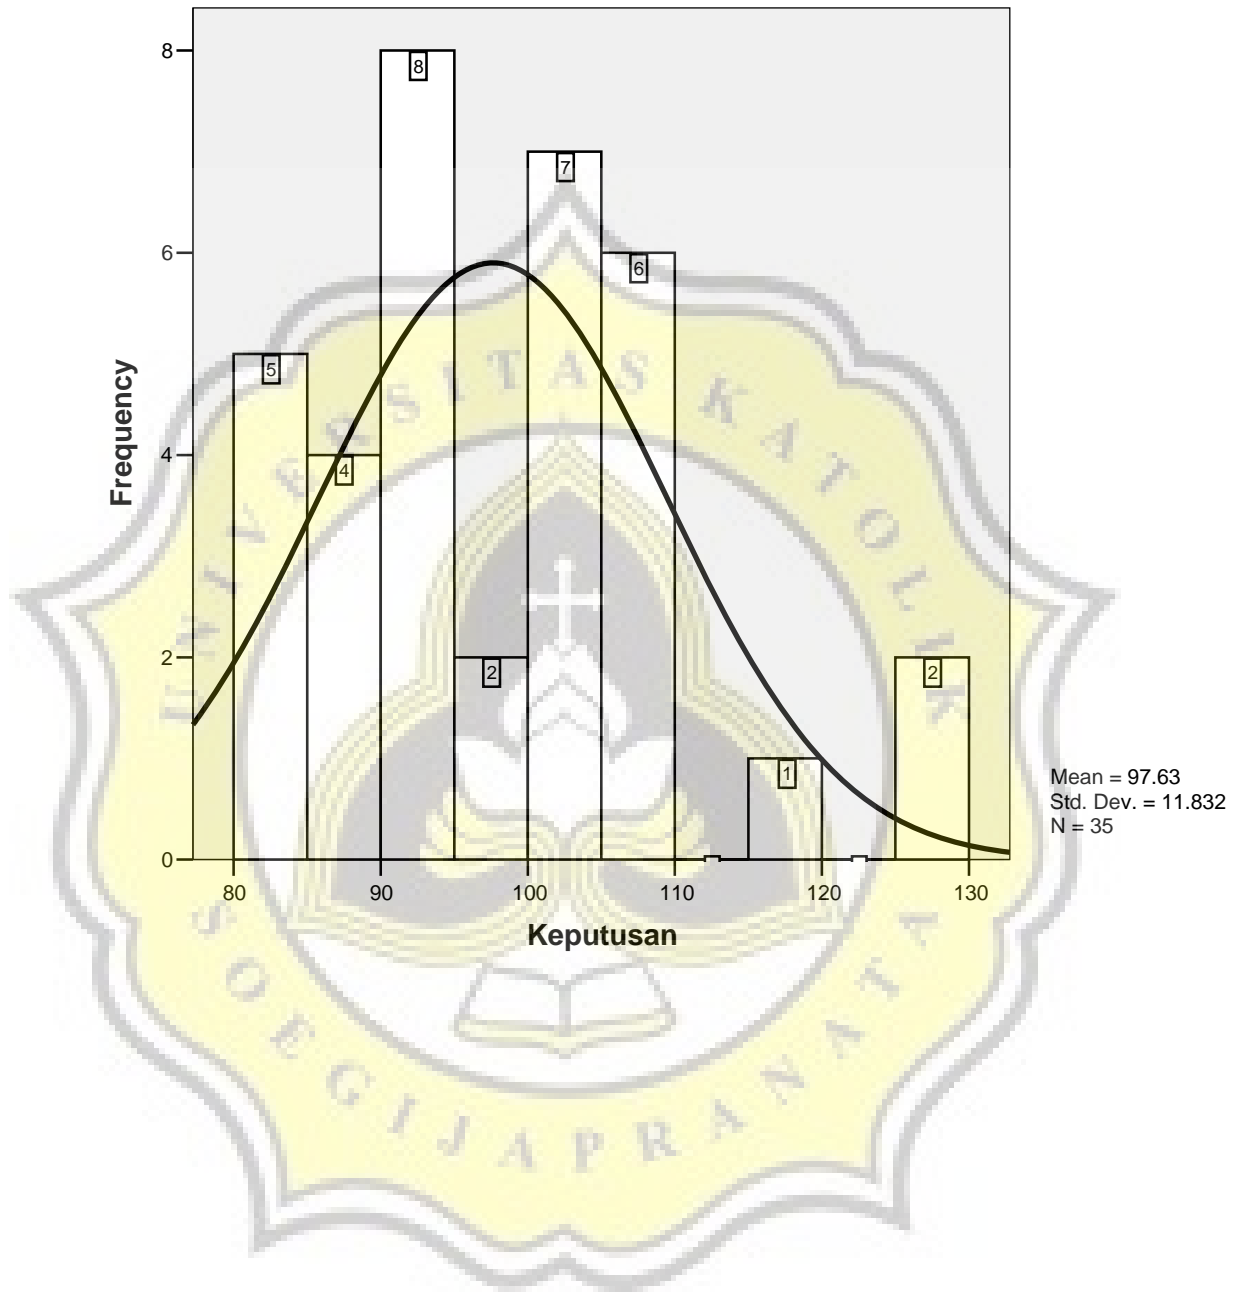 8
8
7
6
6
5
4
4
2
2
2
1
0
Frequency
80 90 100 110 120 130
Keputusan
Mean = 97.63
Std. Dev. = 11.832
N = 35
UNIVERSITAS KATOLIK
SOEGIJAPRANATA